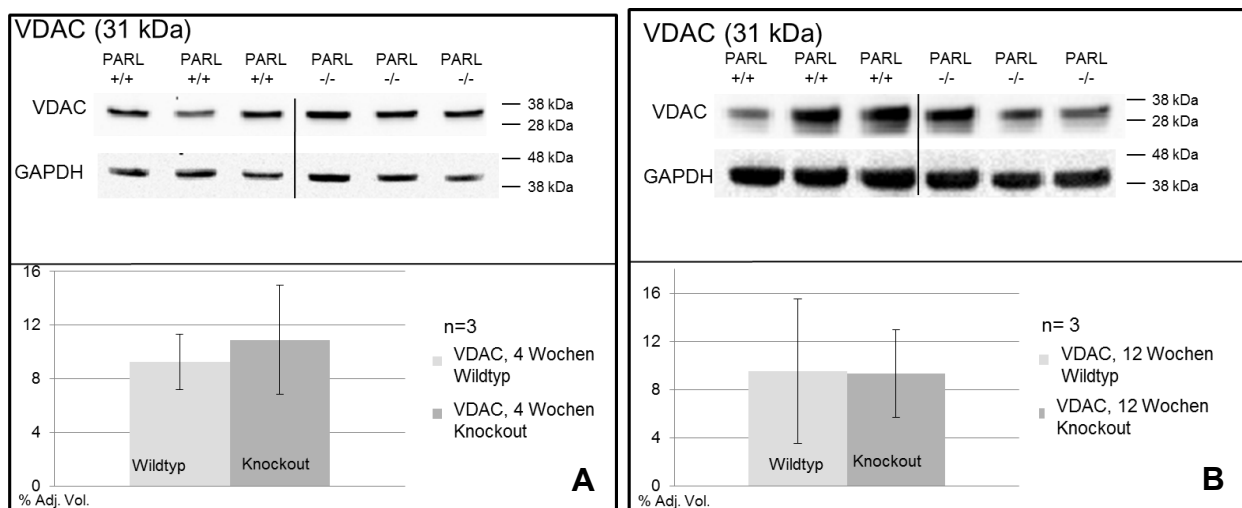 VDAC (31 kDa)
PARL PARL PARL PARL PARL PARL
+/+ +/+ +/+ -/- -/- -/-
VDAC
38 kDa
28 kDa
GAPDH
48 kDa
38 kDa
16
12
8
4
0
Wildtyp
Knockout
% Adj. Vol.
n=3
VDAC, 4 Wochen
Wildtyp
VDAC, 4 Wochen
Knockout
A
VDAC (31 kDa)
PARL PARL PARL PARL PARL PARL
+/+ +/+ +/+ -/- -/- -/-
VDAC
38 kDa
28 kDa
GAPDH
48 kDa
38 kDa
16
12
8
4
0
Wildtyp
Knockout
% Adj. Vol.
n= 3
VDAC, 12 Wochen
Wildtyp
VDAC, 12 Wochen
Knockout
B